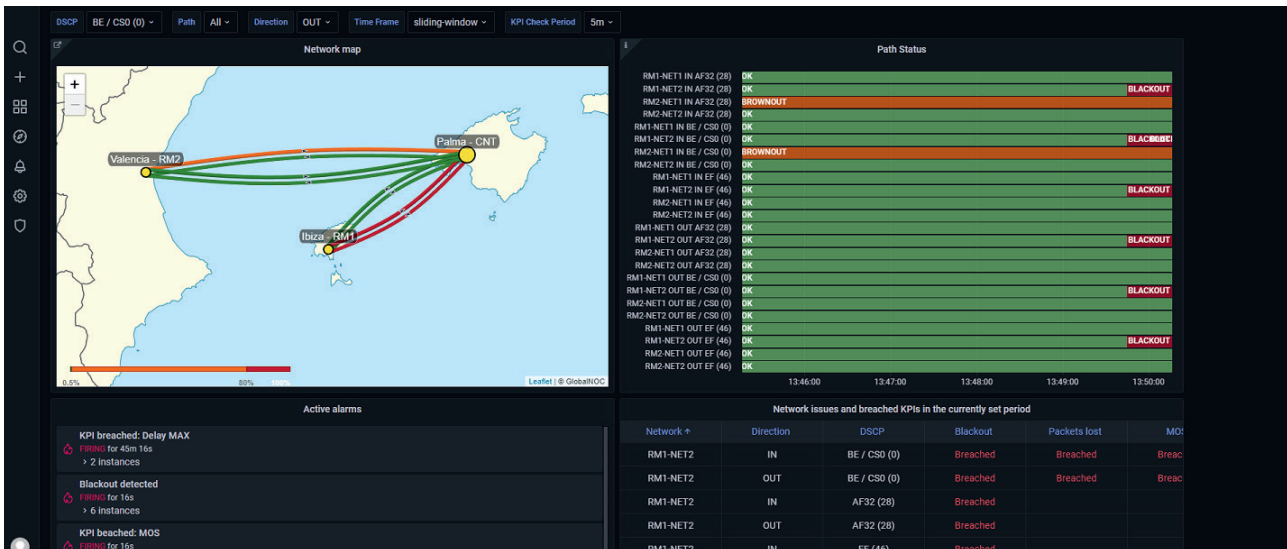 DSCP BE / CS0 (0) Path All Direction OUT Time Frame sliding-window KPI Check Period 5m
Network map
+
−
Valencia - RM2
Palma - CNT
Ibiza - RM1
0.5% 80% 100%
Leaflet | © GlobalNOC
Path Status
RM1-NET1 IN AF32 (28) OK
RM1-NET2 IN AF32 (28) OK BLACKOUT
RM2-NET1 IN AF32 (28) BROWNOUT
RM2-NET2 IN AF32 (28) OK
RM1-NET1 IN BE / CS0 (0) OK
RM1-NET2 IN BE / CS0 (0) OK
RM2-NET1 IN BE / CS0 (0) BROWNOUT
RM2-NET2 IN BE / CS0 (0) OK
RM1-NET1 IN EF (46) OK
RM1-NET2 IN EF (46) OK BLACKOUT
RM2-NET1 IN EF (46) OK
RM2-NET2 IN EF (46) OK
RM1-NET1 OUT AF32 (28) OK
RM1-NET2 OUT AF32 (28) OK BLACKOUT
RM2-NET1 OUT AF32 (28) OK
RM2-NET2 OUT AF32 (28) OK
RM1-NET1 OUT BE / CS0 (0) OK
RM1-NET2 OUT BE / CS0 (0) OK BLACKOUT
RM2-NET1 OUT BE / CS0 (0) OK
RM2-NET2 OUT BE / CS0 (0) OK
RM1-NET1 OUT EF (46) OK
RM1-NET2 OUT EF (46) OK BLACKOUT
RM2-NET1 OUT EF (46) OK
RM2-NET2 OUT EF (46) OK
13:46:00 13:47:00 13:48:00 13:49:00 13:50:00
Active alarms
KPI breached: Delay MAX
FIRING for 45m 16s
> 2 instances
Blackout detected
FIRING for 16s
> 6 instances
KPI beached: MOS
FIRING for 16s
Network issues and breached KPIs in the currently set period
Network ↑ Direction DSCP Blackout Packets lost MOS
RM1-NET2 IN BE / CS0 (0) Breached Breached Breac
RM1-NET2 OUT BE / CS0 (0) Breached Breached Breac
RM1-NET2 IN AF32 (28) Breached
RM1-NET2 OUT AF32 (28) Breached
RM1-NET2 IN EF (46) Breached